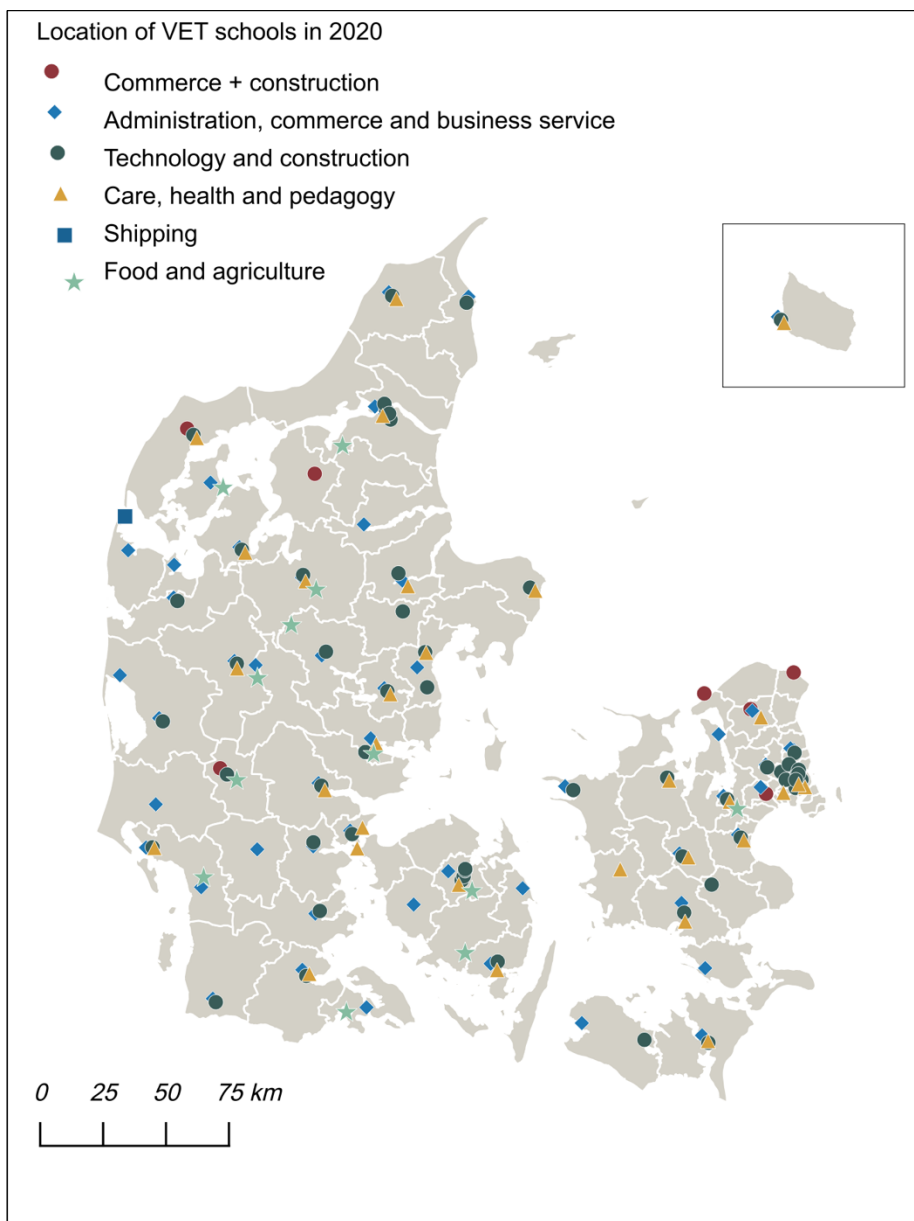 Location of VET schools in 2020
Commerce + construction
Administration, commerce and business service
Technology and construction
Care, health and pedagogy
Shipping
Food and agriculture
0 25 50 75 km